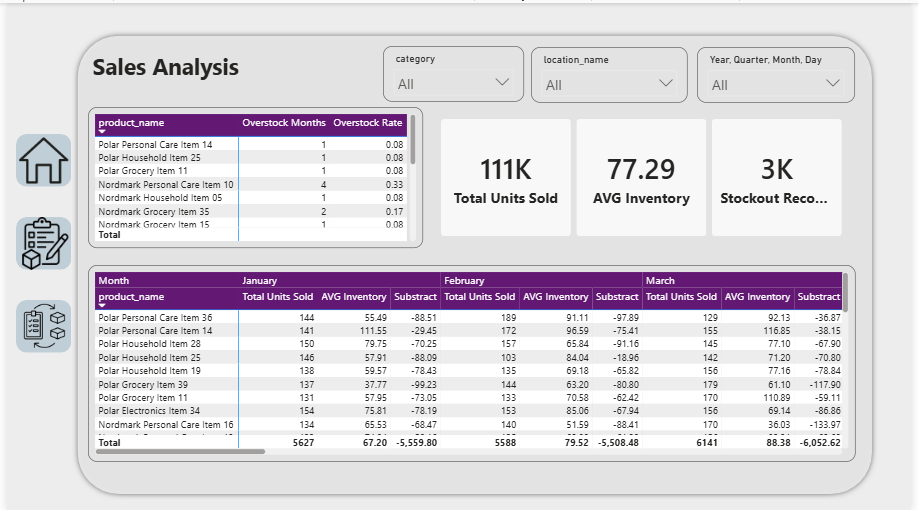 Sales Analysis
category
All
location_name
All
Year, Quarter, Month, Day
All
product_name Overstock Months Overstock Rate
Polar Personal Care Item 14 1 0.08
Polar Household Item 25 1 0.08
Polar Grocery Item 11 1 0.08
Nordmark Personal Care Item 10 4 0.33
Nordmark Household Item 05 1 0.08
Nordmark Grocery Item 35 2 0.17
Nordmark Grocery Item 15 1 0.08
Total
111K
Total Units Sold
77.29
AVG Inventory
3K
Stockout Reco...
Month January February March
product_name Total Units Sold AVG Inventory Substract Total Units Sold AVG Inventory Substract Total Units Sold AVG Inventory Substract
Polar Personal Care Item 36 144 55.49 -88.51 189 91.11 -97.89 129 92.13 -36.87
Polar Personal Care Item 14 141 111.55 -29.45 172 96.59 -75.41 155 116.85 -38.15
Polar Household Item 28 150 79.75 -70.25 157 65.84 -91.16 145 77.10 -67.90
Polar Household Item 25 146 57.91 -88.09 103 84.04 -18.96 142 71.20 -70.80
Polar Household Item 19 138 59.57 -78.43 135 69.18 -65.82 156 77.16 -78.84
Polar Grocery Item 39 137 37.77 -99.23 144 63.20 -80.80 179 61.10 -117.90
Polar Grocery Item 11 131 57.95 -73.05 133 70.58 -62.42 170 110.89 -59.11
Polar Electronics Item 34 154 75.81 -78.19 153 85.06 -67.94 156 69.14 -86.86
Nordmark Personal Care Item 16 134 65.53 -68.47 140 51.59 -88.41 170 36.03 -133.97
Total 5627 67.20 -5,559.80 5588 79.52 -5,508.48 6141 88.38 -6,052.62